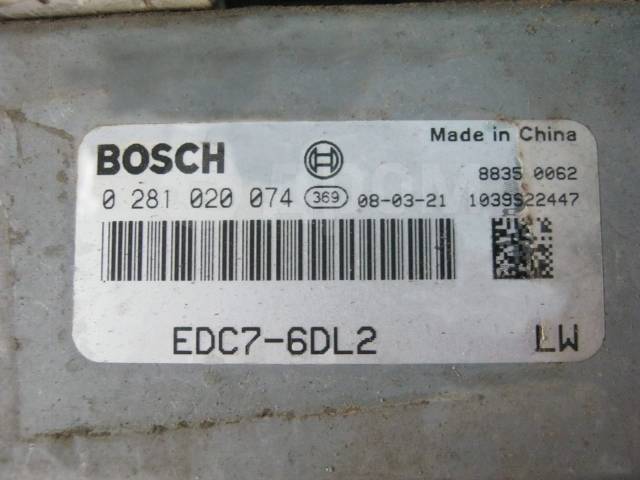 Made in China
BOSCH
8835 0062
0 281 020 074 369 08-03-21 1039S22447
EDC7-6DL2 LW